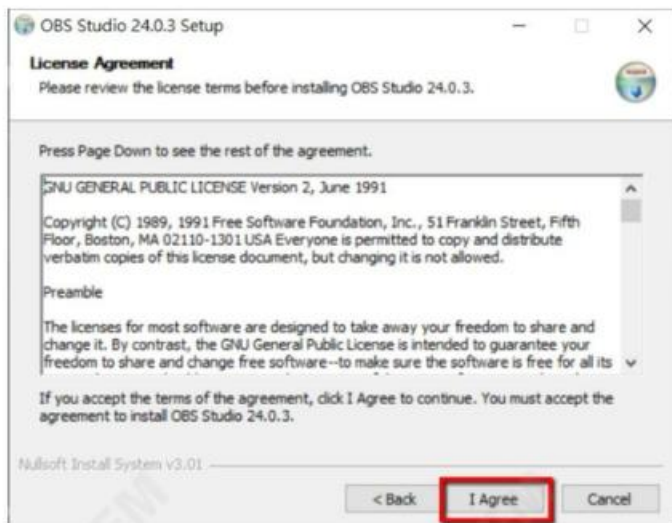 OBS Studio 24.0.3 Setup
License Agreement
Please review the license terms before installing OBS Studio 24.0.3.
Press Page Down to see the rest of the agreement.
GNU GENERAL PUBLIC LICENSE Version 2, June 1991
Copyright (C) 1989, 1991 Free Software Foundation, Inc., 51 Franklin Street, Fifth
Floor, Boston, MA 02110-1301 USA Everyone is permitted to copy and distribute
verbatim copies of this license document, but changing it is not allowed.
Preamble
The licenses for most software are designed to take away your freedom to share and
change it. By contrast, the GNU General Public License is intended to guarantee your
freedom to share and change free software--to make sure the software is free for all its
If you accept the terms of the agreement, click I Agree to continue. You must accept the
agreement to install OBS Studio 24.0.3.
Nullsoft Install System v3.01
< Back I Agree Cancel